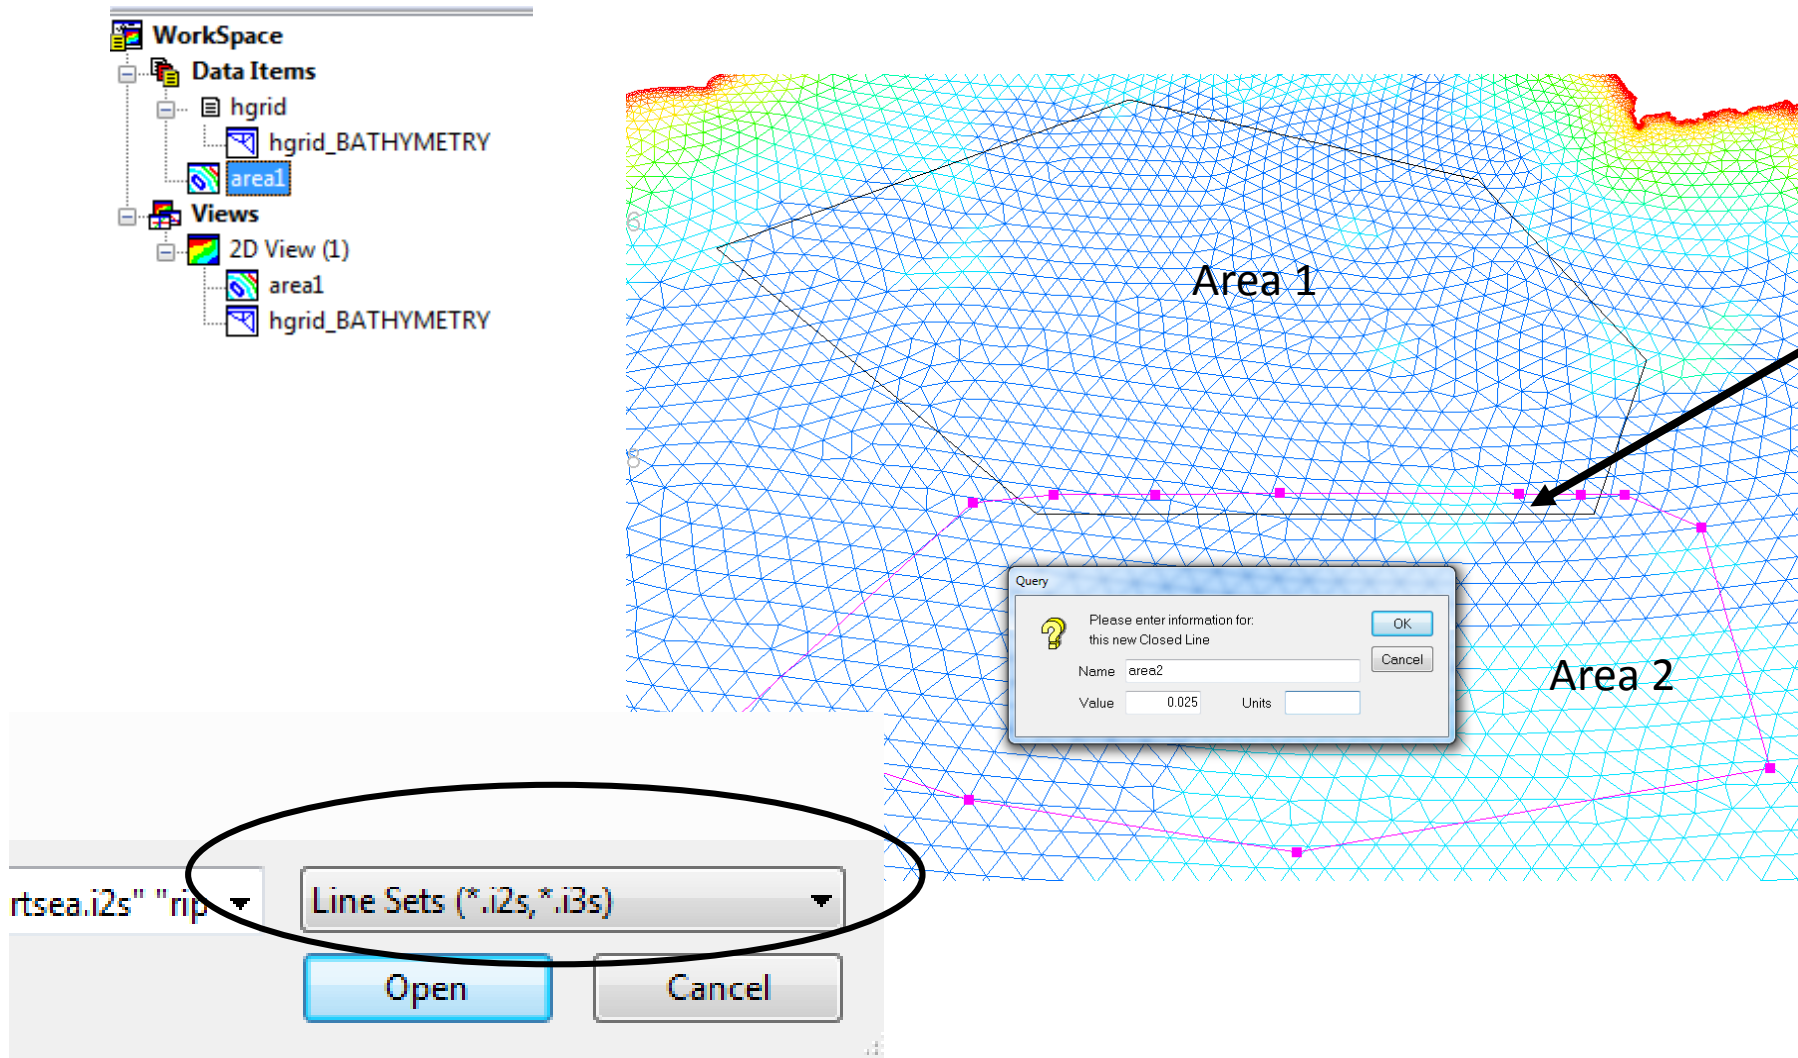 WorkSpace
Data Items
hgrid
hgrid_BATHYMETRY
area1
Views
2D View (1)
area1
hgrid_BATHYMETRY
6
Area 1
8
Query
Please enter information for:
this new Closed Line
OK
Cancel
Name area2
Value 0.025 Units
Area 2
rtsea.i2s" "rip
Line Sets (*.i2s,*.i3s)
Open
Cancel